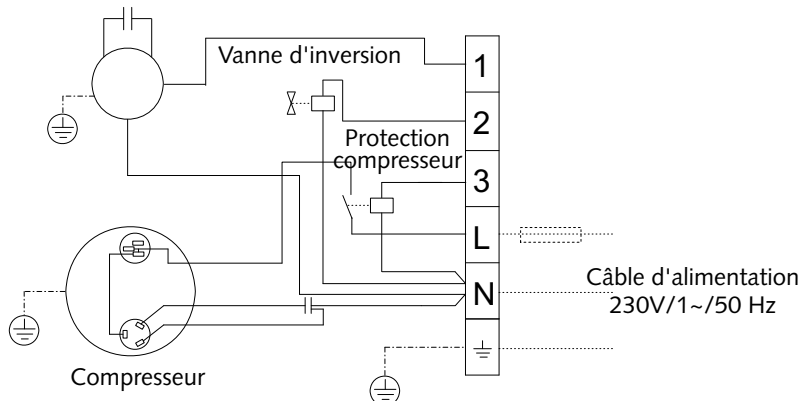 Vanne d'inversion
1
2
Protection
compresseur
3
L
Câble d'alimentation
N
230V/1~/50 Hz
Compresseur